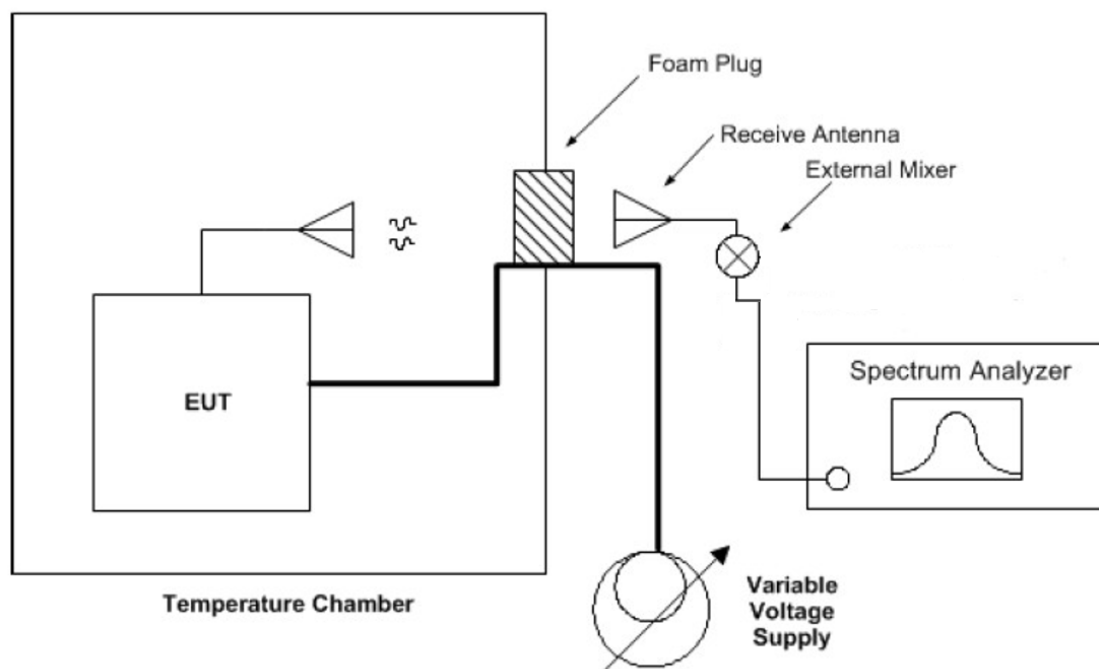 Foam Plug
Receive Antenna
External Mixer
Spectrum Analyzer
EUT
Temperature Chamber
Variable
Voltage
Supply